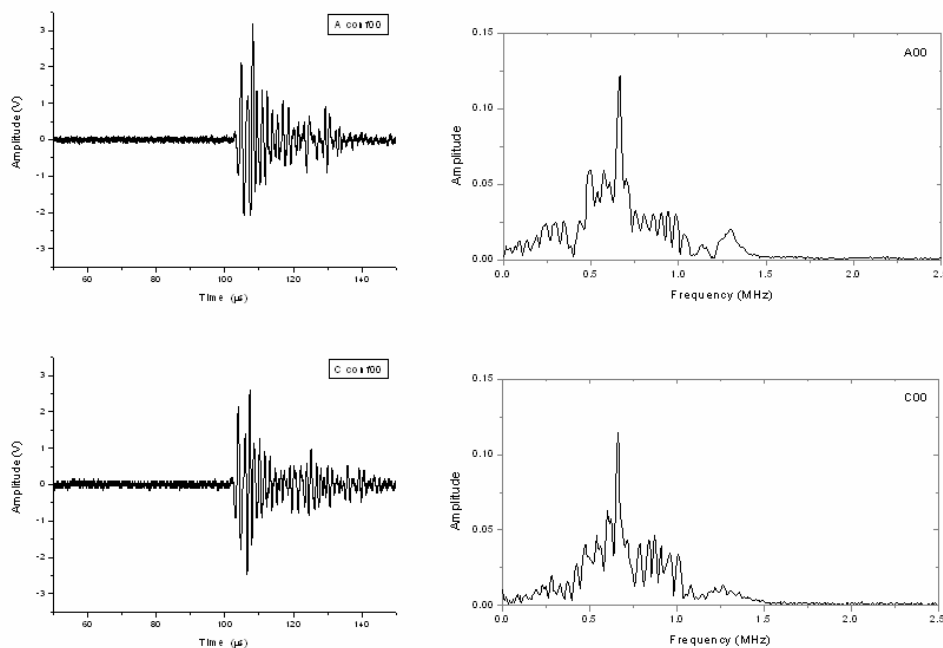 A conf00
3
2
1
0
-1
-2
-3
Amplitude (V)
60 80 100 120 140
Time (µs)
A00
0.15
0.10
0.05
0.00
Amplitude
0.0 0.5 1.0 1.5 2.0 2.5
Frequency (MHz)
C conf00
3
2
1
0
-1
-2
-3
Amplitude (V)
60 80 100 120 140
Time (µs)
C00
0.15
0.10
0.05
0.00
Amplitude
0.0 0.5 1.0 1.5 2.0 2.5
Frequency (MHz)